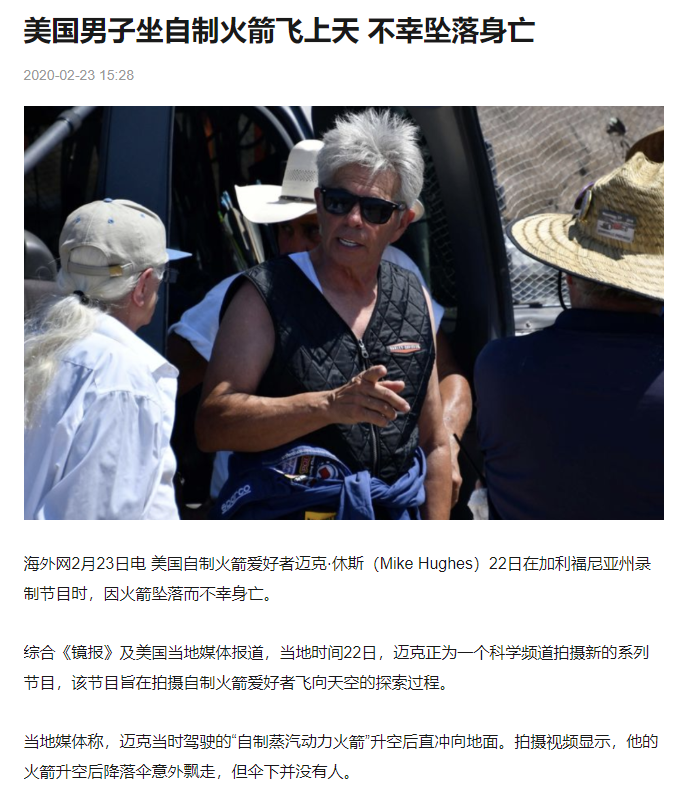 美国男子坐自制火箭飞上天 不幸坠落身亡
2020-02-23 15:28
sparco
海外网2月23日电 美国自制火箭爱好者迈克·休斯（Mike Hughes）22日在加利福尼亚州录
制节目时，因火箭坠落而不幸身亡。
综合《镜报》及美国当地媒体报道，当地时间22日，迈克正为一个科学频道拍摄新的系列
节目，该节目旨在拍摄自制火箭爱好者飞向天空的探索过程。
当地媒体称，迈克当时驾驶的“自制蒸汽动力火箭”升空后直冲向地面。拍摄视频显示，他的
火箭升空后降落伞意外飘走，但伞下并没有人。